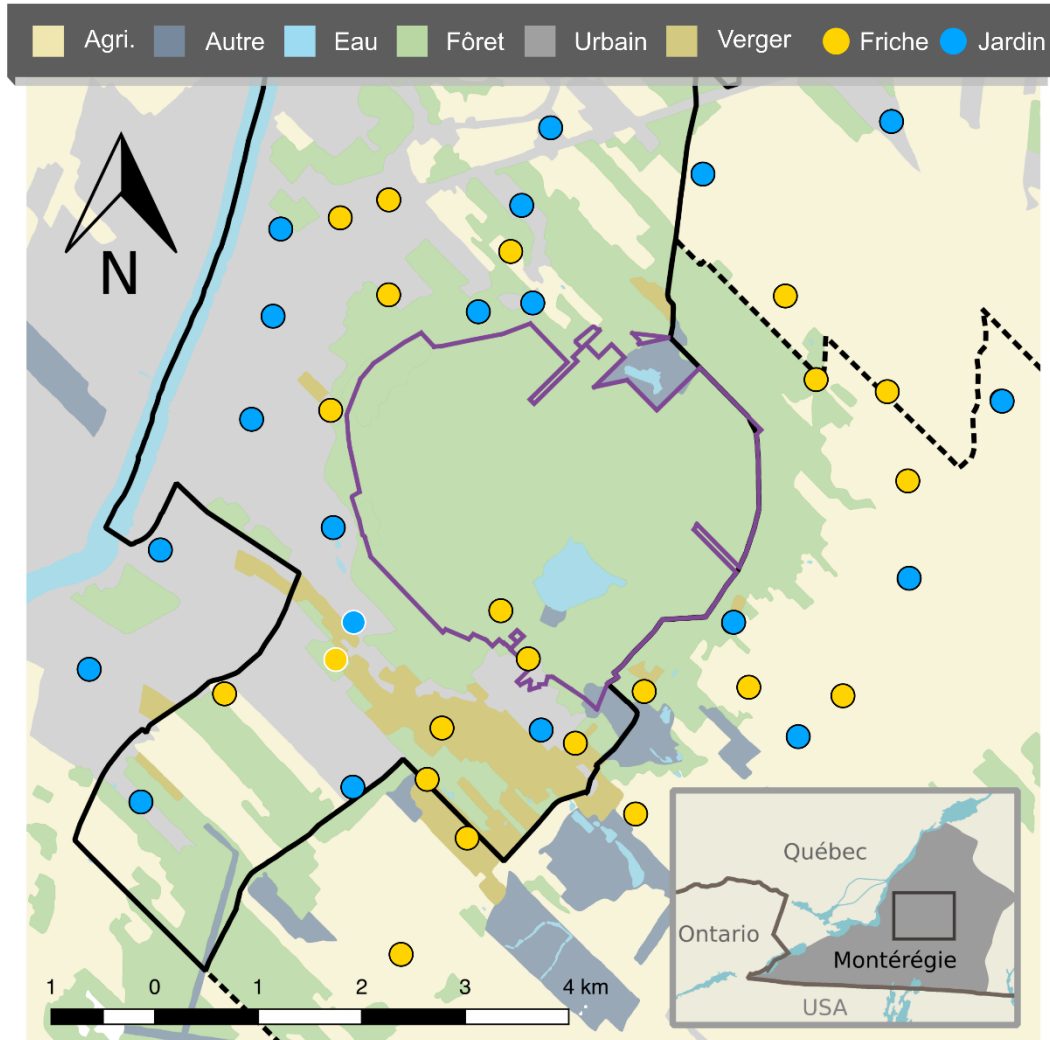 Agri. Autre Eau Fôret Urbain Verger Friche Jardin
N
Québec
Ontario
Montérégie
USA
1 0 1 2 3 4 km